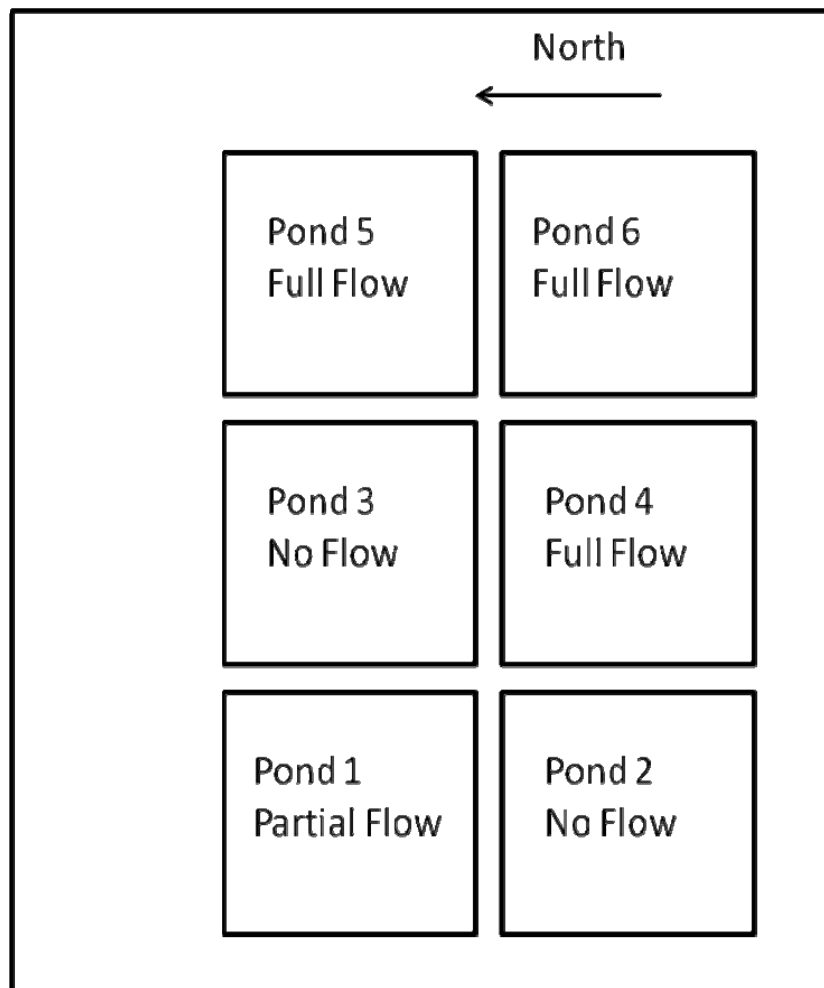 North
Pond 5
Full Flow
Pond 6
Full Flow
Pond 3
No Flow
Pond 4
Full Flow
Pond 1
Partial Flow
Pond 2
No Flow